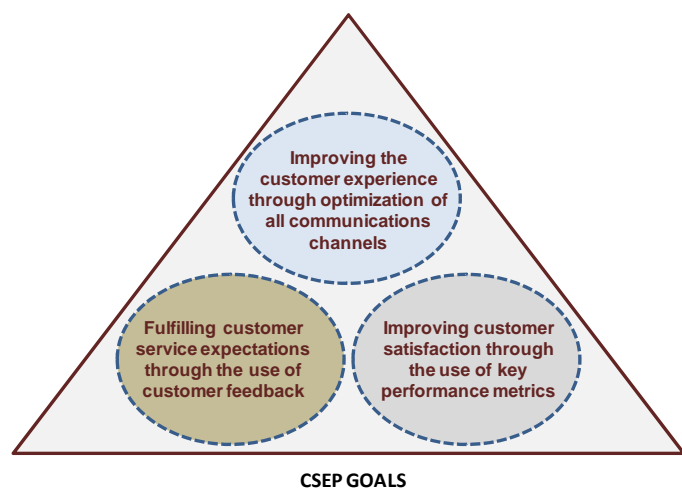 Improving the
customer experience
through optimization of
all communications
channels
Fulfilling customer
service expectations
through the use of
customer feedback
Improving customer
satisfaction through
the use of key
performance metrics
CSEP GOALS